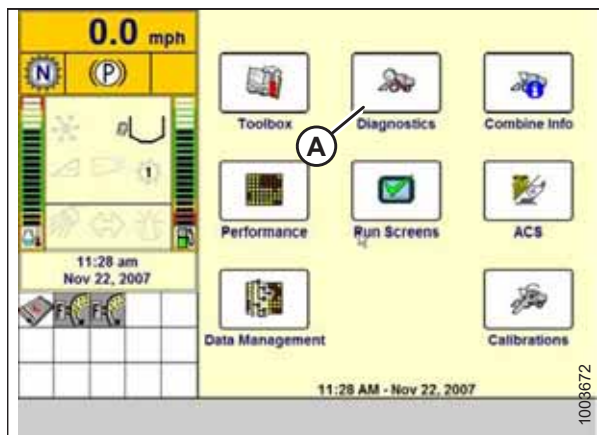 0.0 mph
N
(P)
1
11:28 am
Nov 22, 2007
Toolbox
Diagnostics
Combine Info
A
Performance
Run Screens
ACS
Data Management
Calibrations
11:28 AM - Nov 22, 2007
1003672